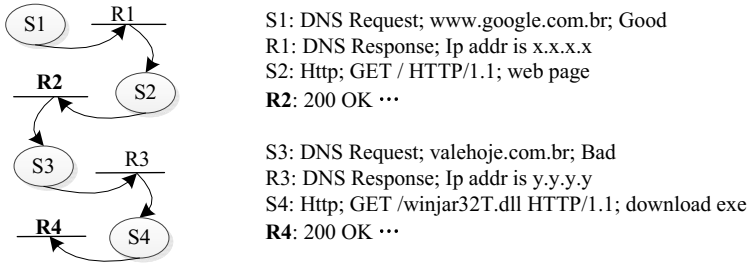 S1
R1
R2
S2
S3
R3
R4
S4
S1: DNS Request; www.google.com.br; Good
R1: DNS Response; Ip addr is x.x.x.x
S2: Http; GET / HTTP/1.1; web page
R2: 200 OK ⋯
S3: DNS Request; valehoje.com.br; Bad
R3: DNS Response; Ip addr is y.y.y.y
S4: Http; GET /winjar32T.dll HTTP/1.1; download exe
R4: 200 OK ⋯